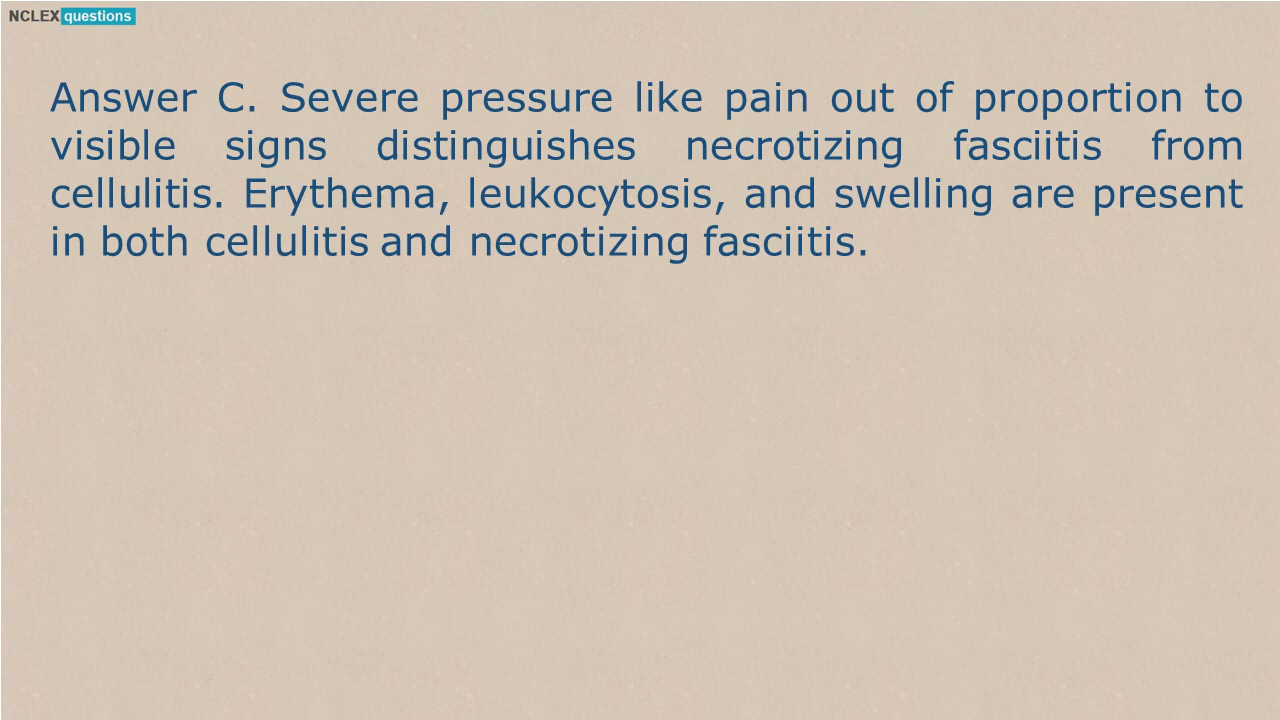 NCLEX questions
Answer C. Severe pressure like pain out of proportion to
visible signs distinguishes necrotizing fasciitis from
cellulitis. Erythema, leukocytosis, and swelling are present
in both cellulitis and necrotizing fasciitis.